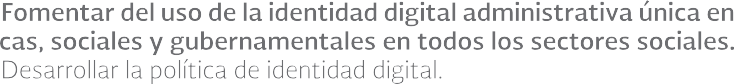 Fomentar del uso de la identidad digital administrativa única en
cas, sociales y gubernamentales en todos los sectores sociales.
Desarrollar la política de identidad digital.